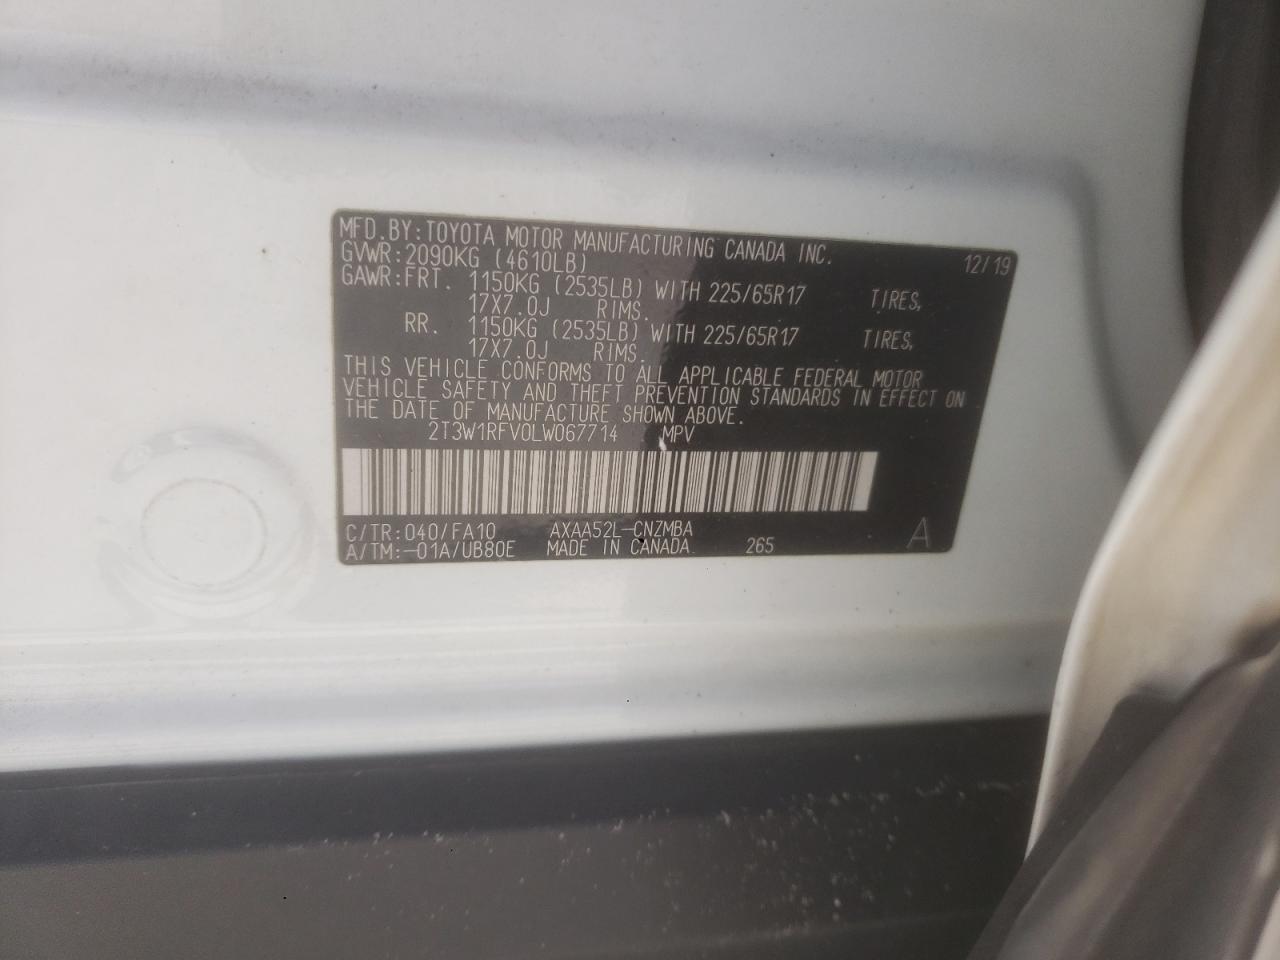 MFD.BY:TOYOTA MOTOR MANUFACTURING CANADA INC.
GVWR:2090KG (4610LB) 12/19
GAWR:FRT. 1150KG (2535LB) WITH 225/65R17 TIRES,
17X7.0J RIMS.
RR. 1150KG (2535LB) WITH 225/65R17 TIRES,
17X7.0J RIMS.
THIS VEHICLE CONFORMS TO ALL APPLICABLE FEDERAL MOTOR
VEHICLE SAFETY AND THEFT PREVENTION STANDARDS IN EFFECT ON
THE DATE OF MANUFACTURE SHOWN ABOVE.
2T3W1RFV0LW067714 MPV
C/TR:040/FA10 AXAA52L-CNZMBA
A/TM:-01A/UB80E MADE IN CANADA 265 A